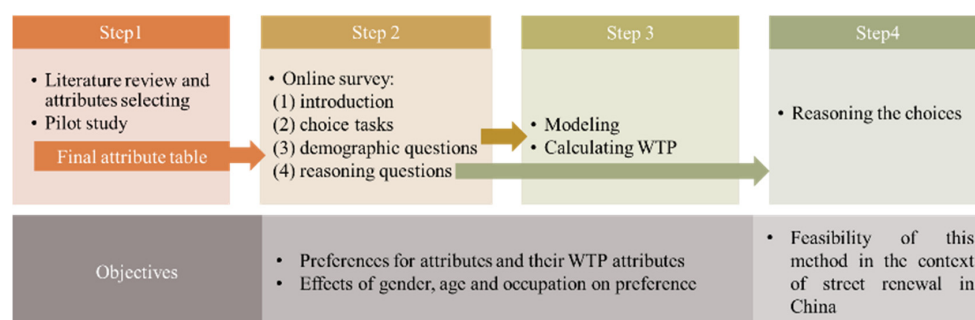 Step1
• Literature review and
attributes selecting
• Pilot study
Final attribute table
Step 2
• Online survey:
(1) introduction
(2) choice tasks
(3) demographic questions
(4) reasoning questions
Step 3
• Modeling
• Calculating WTP
Step4
• Reasoning the choices
Objectives
• Preferences for attributes and their WTP attributes
• Effects of gender, age and occupation on preference
• Feasibility of this
method in the context
of street renewal in
China